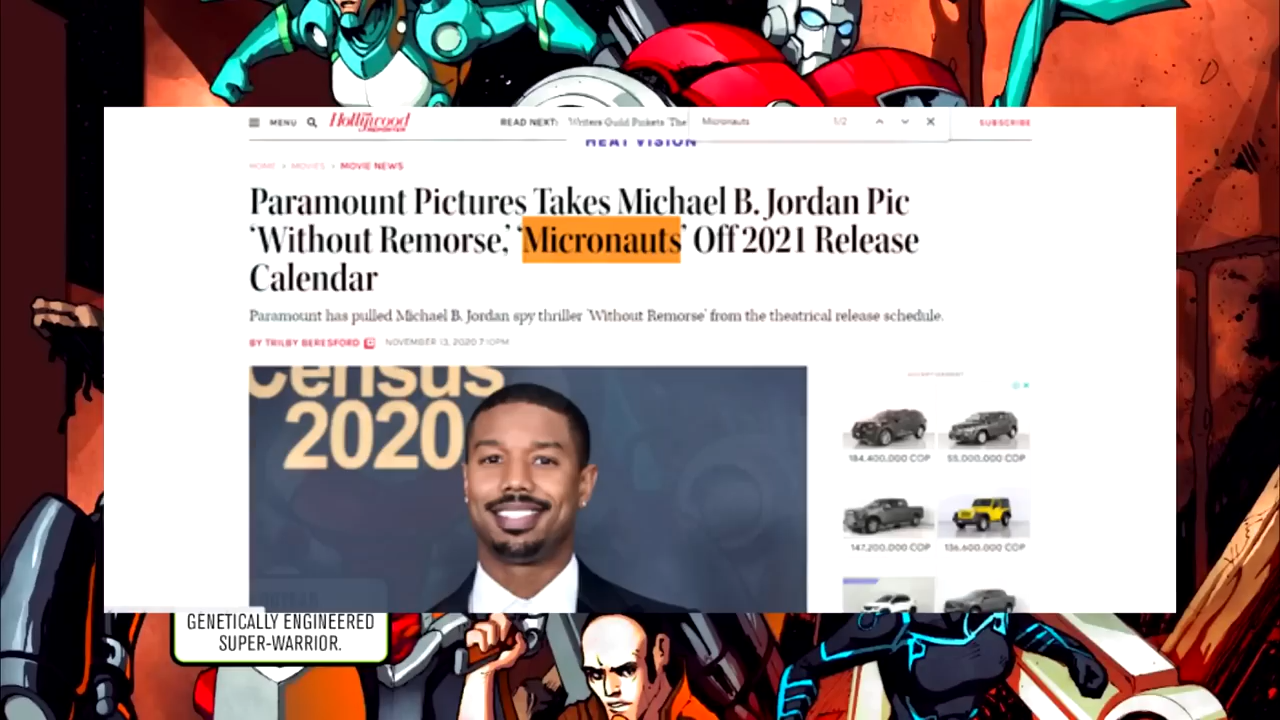 MENU
Hollywood
REPORTER
READ NEXT: Writers Guild Pickets 'The
Micronauts
1/2
SUBSCRIBE
HEAT VISION
HOME > MOVIES > MOVIE NEWS
Paramount Pictures Takes Michael B. Jordan Pic
‘Without Remorse,’ ‘Micronauts’ Off 2021 Release
Calendar
Paramount has pulled Michael B. Jordan spy thriller 'Without Remorse' from the theatrical release schedule.
BY TRILBY BERESFORD
NOVEMBER 13, 2020 7:10PM
Census
2020
ADVERTISEMENT
184.400.000 COP
55.000.000 COP
147.200.000 COP
136.600.000 COP
GENETICALLY ENGINEERED
SUPER-WARRIOR.